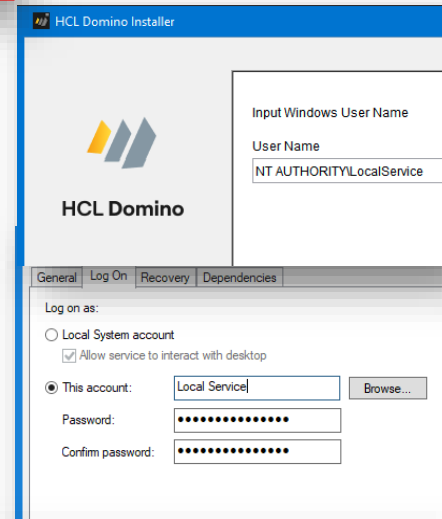 HCL Domino Installer
Input Windows User Name
User Name
NT AUTHORITY\LocalService
HCL Domino
General Log On Recovery Dependencies
Log on as:
Local System account
Allow service to interact with desktop
This account: Local Service Browse...
Password: •••••••••••••••
Confirm password: •••••••••••••••